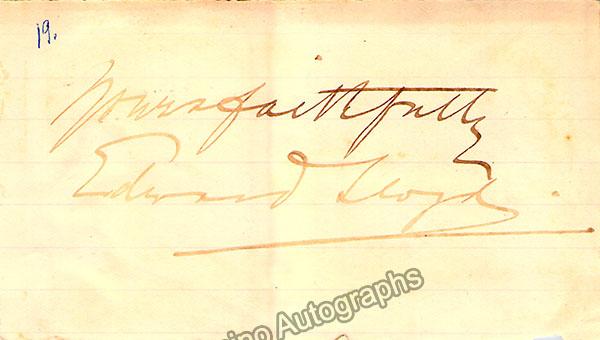 19.
Yours faithfully
Edward Lloyd.
Autographs